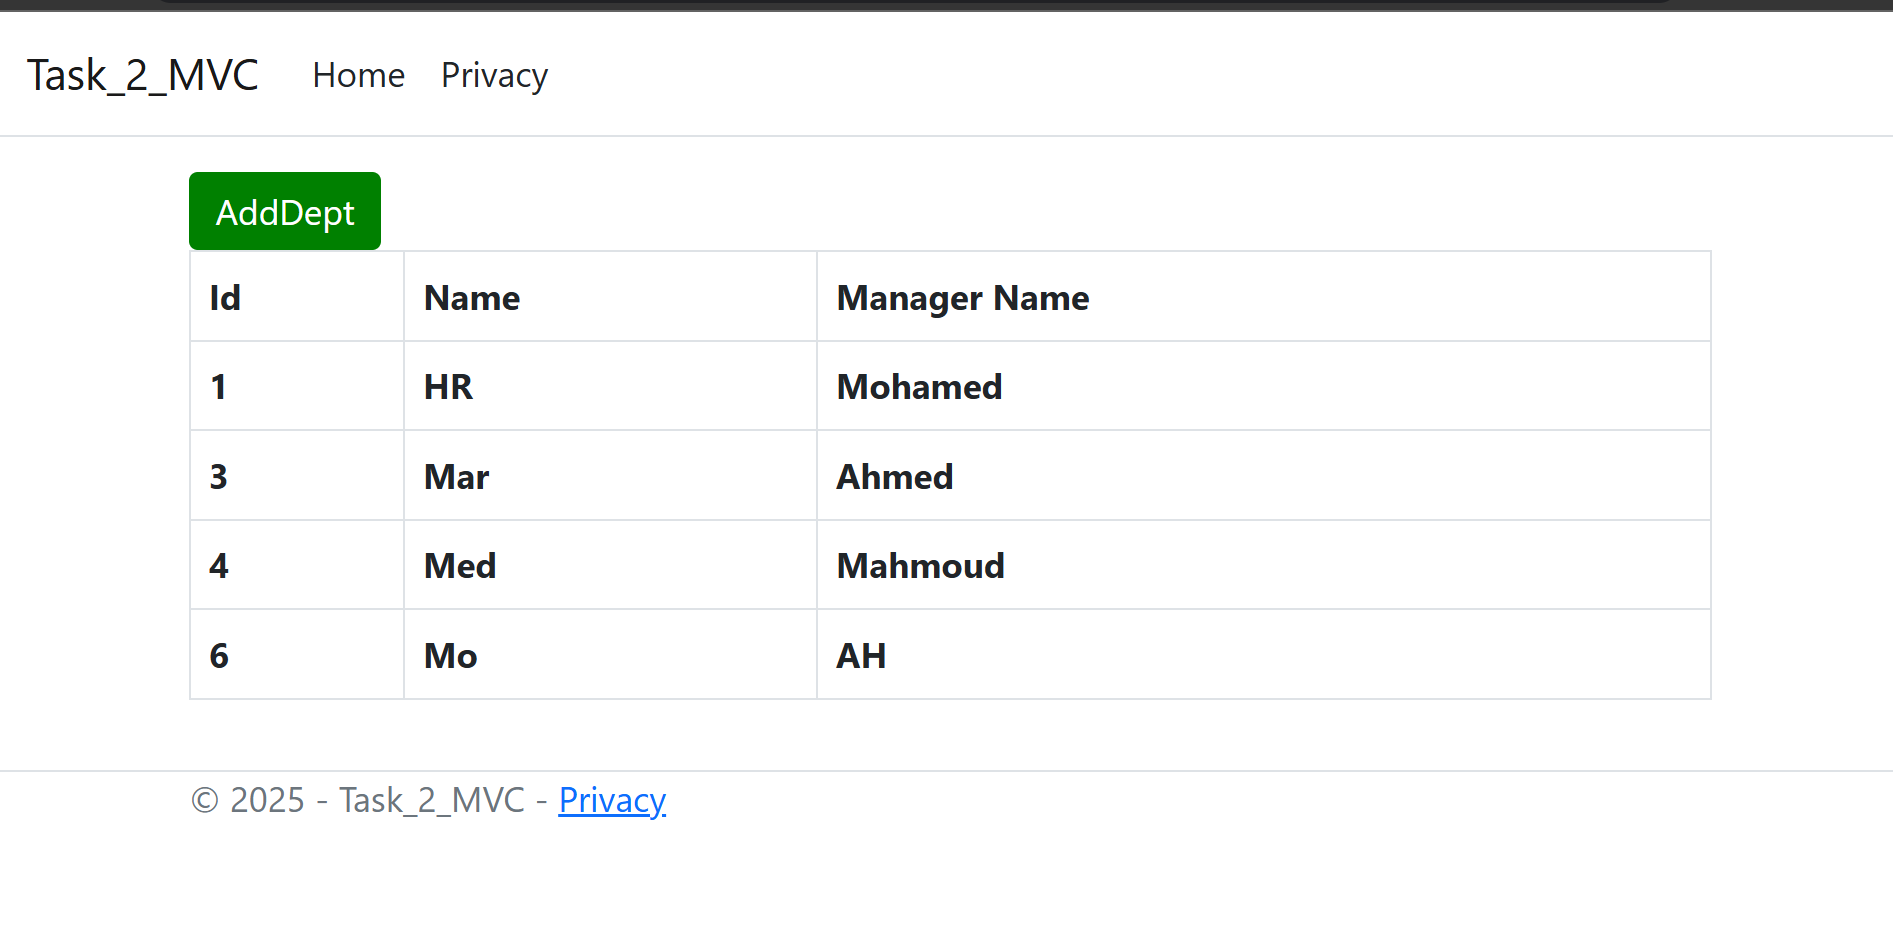 Task_2_MVC Home Privacy
AddDept
Id Name Manager Name
1 HR Mohamed
3 Mar Ahmed
4 Med Mahmoud
6 Mo AH
© 2025 - Task_2_MVC - Privacy